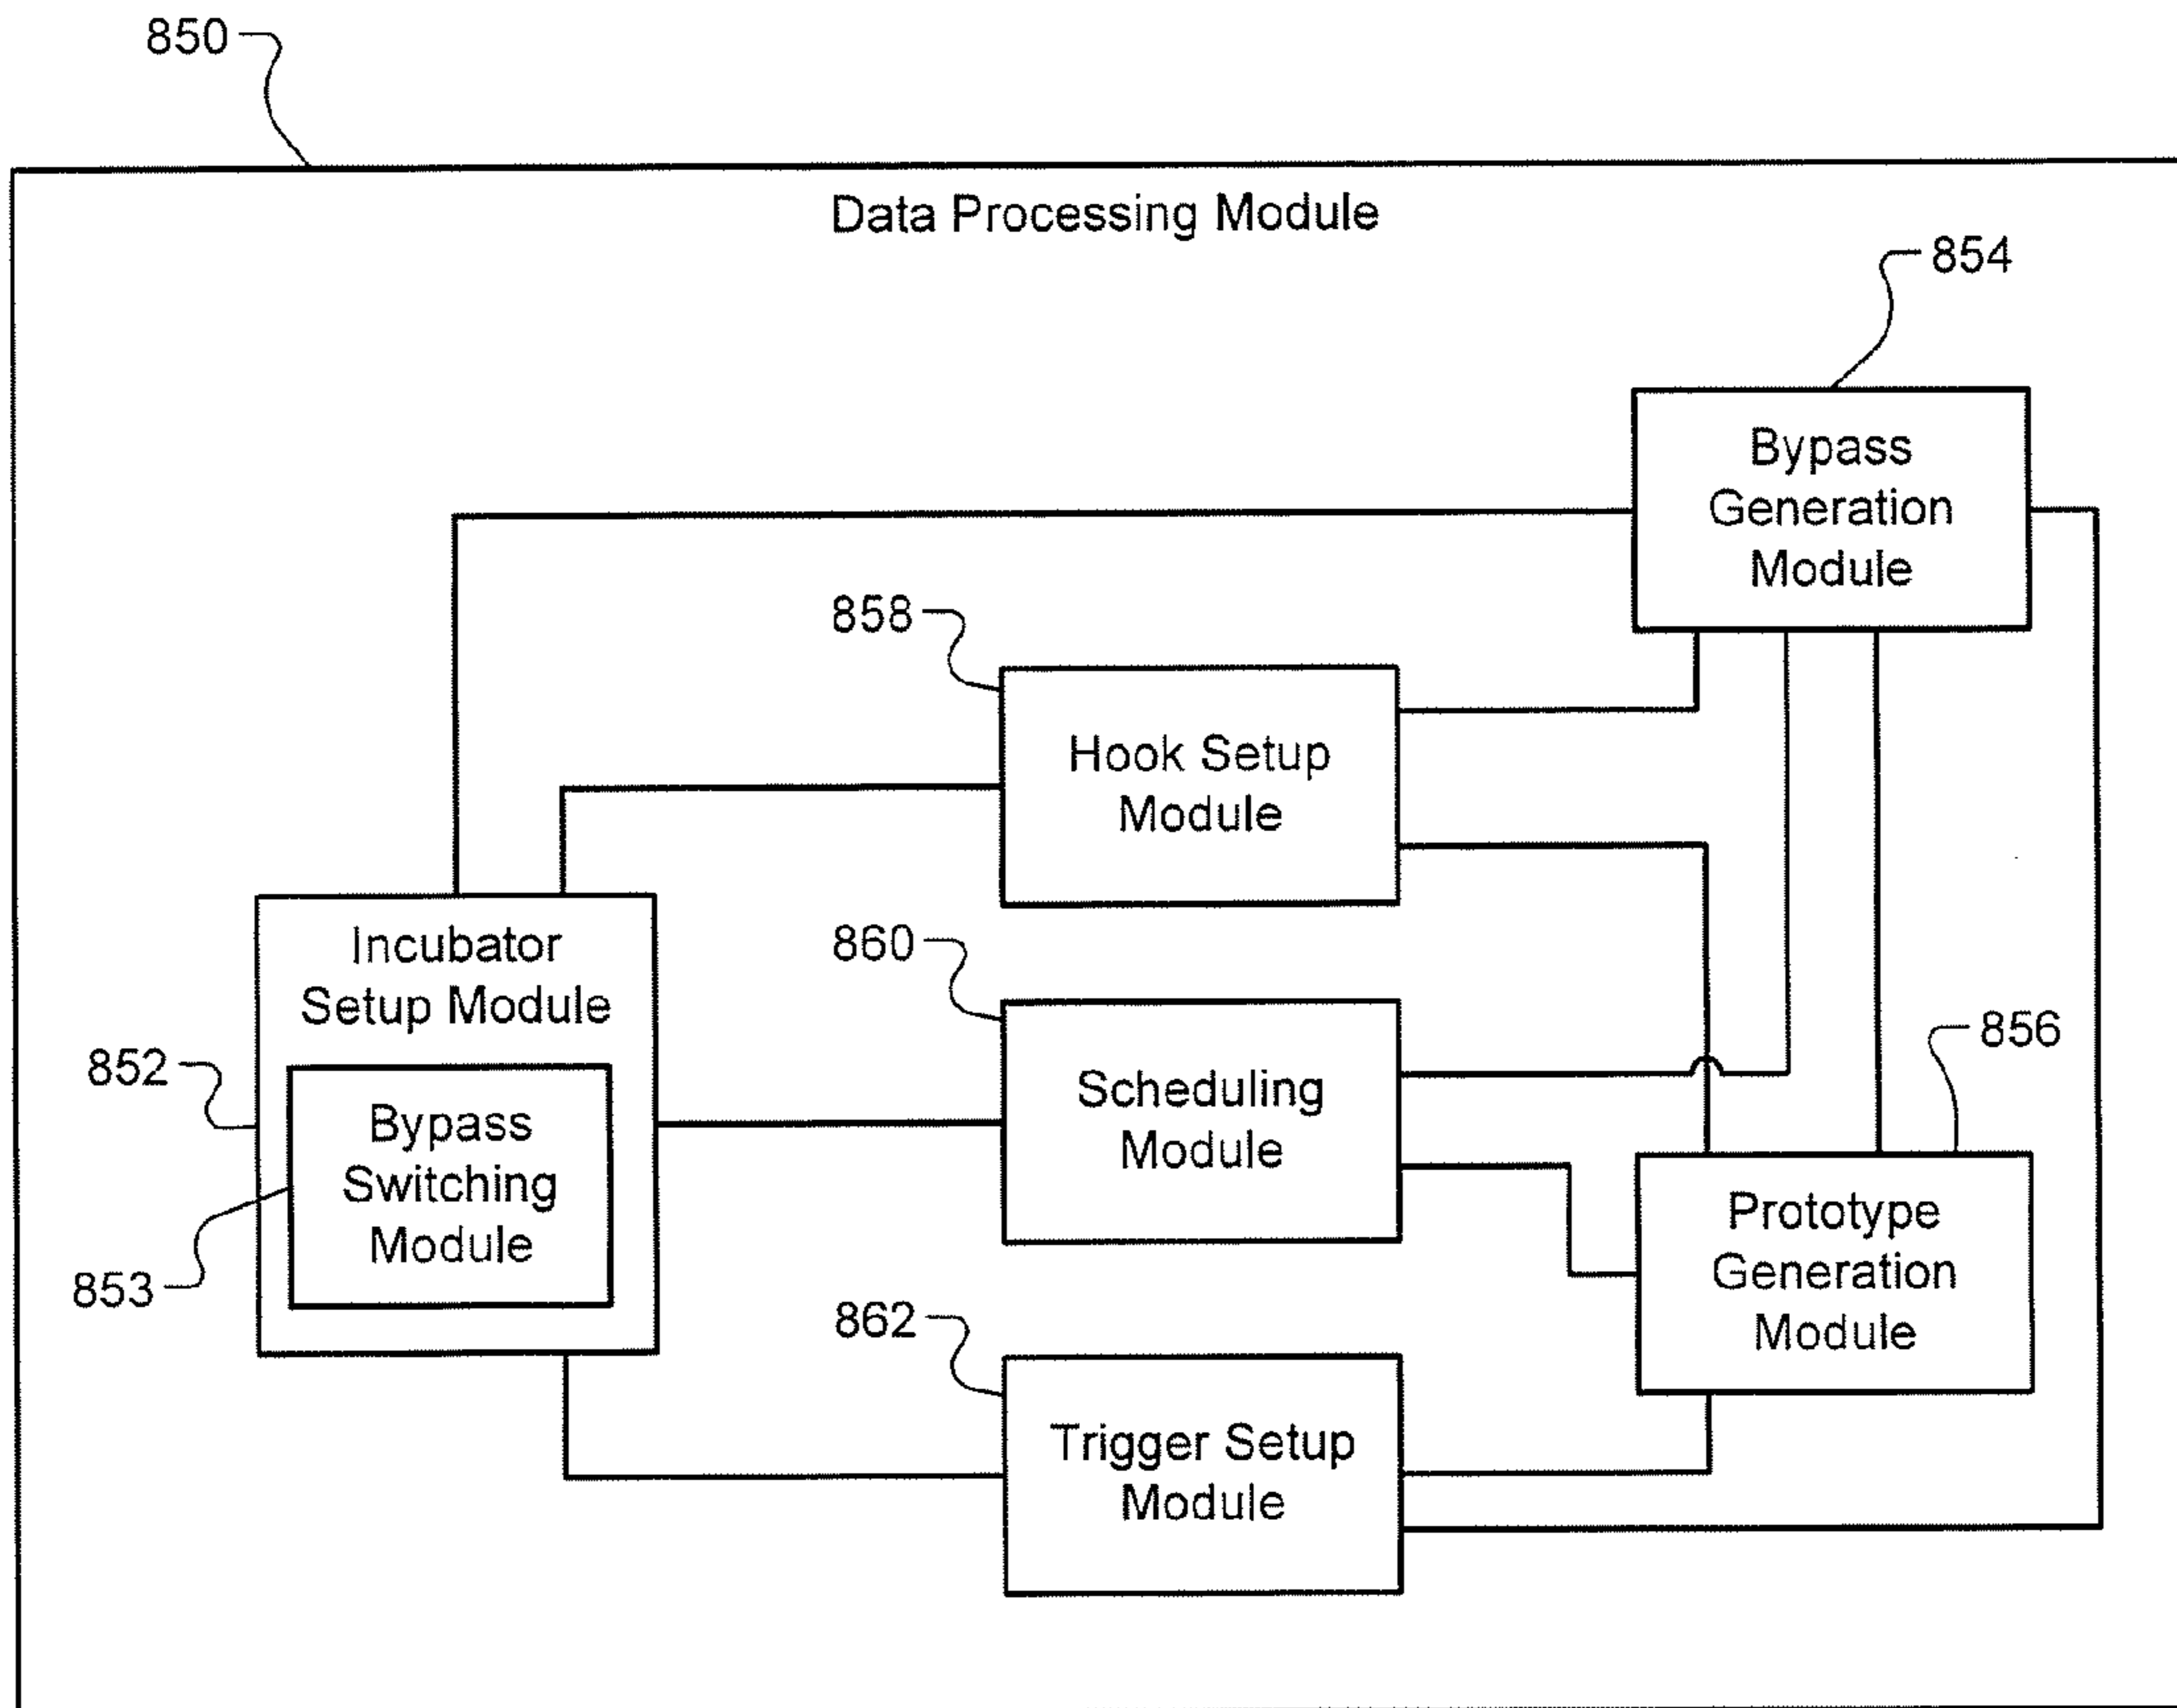 850
Data Processing Module
854
Bypass
Generation
Module
858
Hook Setup
Module
Incubator
Setup Module
860
852
Bypass
Switching
Module
853
Scheduling
Module
856
Prototype
Generation
Module
862
Trigger Setup
Module